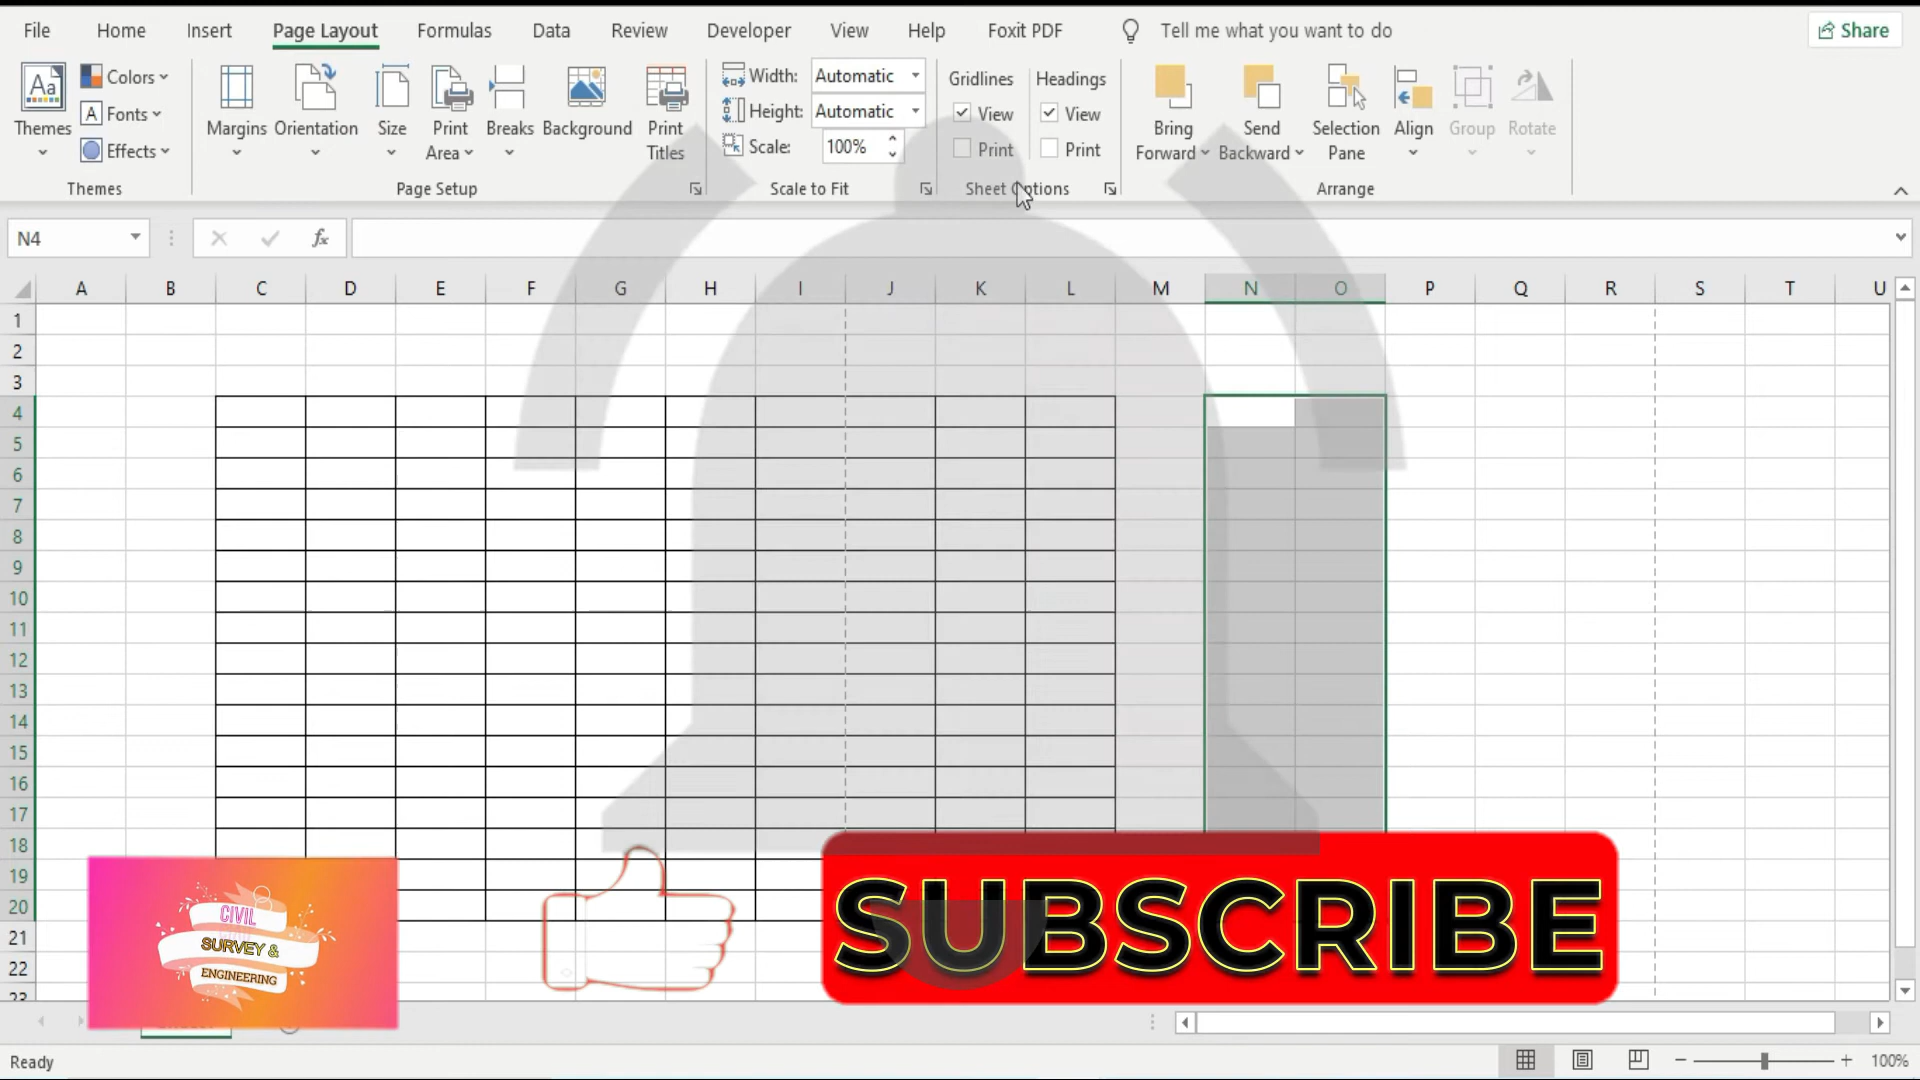 File Home Insert Page Layout Formulas Data Review Developer View Help Foxit PDF Tell me what you want to do Share
Themes
Colors
Fonts
Effects
Themes
Margins
Orientation
Size
Print
Area
Breaks
Background
Print
Titles
Page Setup
Width: Automatic
Height: Automatic
Scale: 100%
Scale to Fit
Gridlines Headings
View View
Print Print
Sheet Options
Bring
Forward
Send
Backward
Selection
Pane
Align
Group
Rotate
Arrange
N4 fx
A B C D E F G H I J K L M N O P Q R S T U
1
2
3
4
5
6
7
8
9
10
11
12
13
14
15
16
17
18
19
20
21
22
23
CIVIL
SURVEY &
ENGINEERING
SUBSCRIBE
Ready 100%